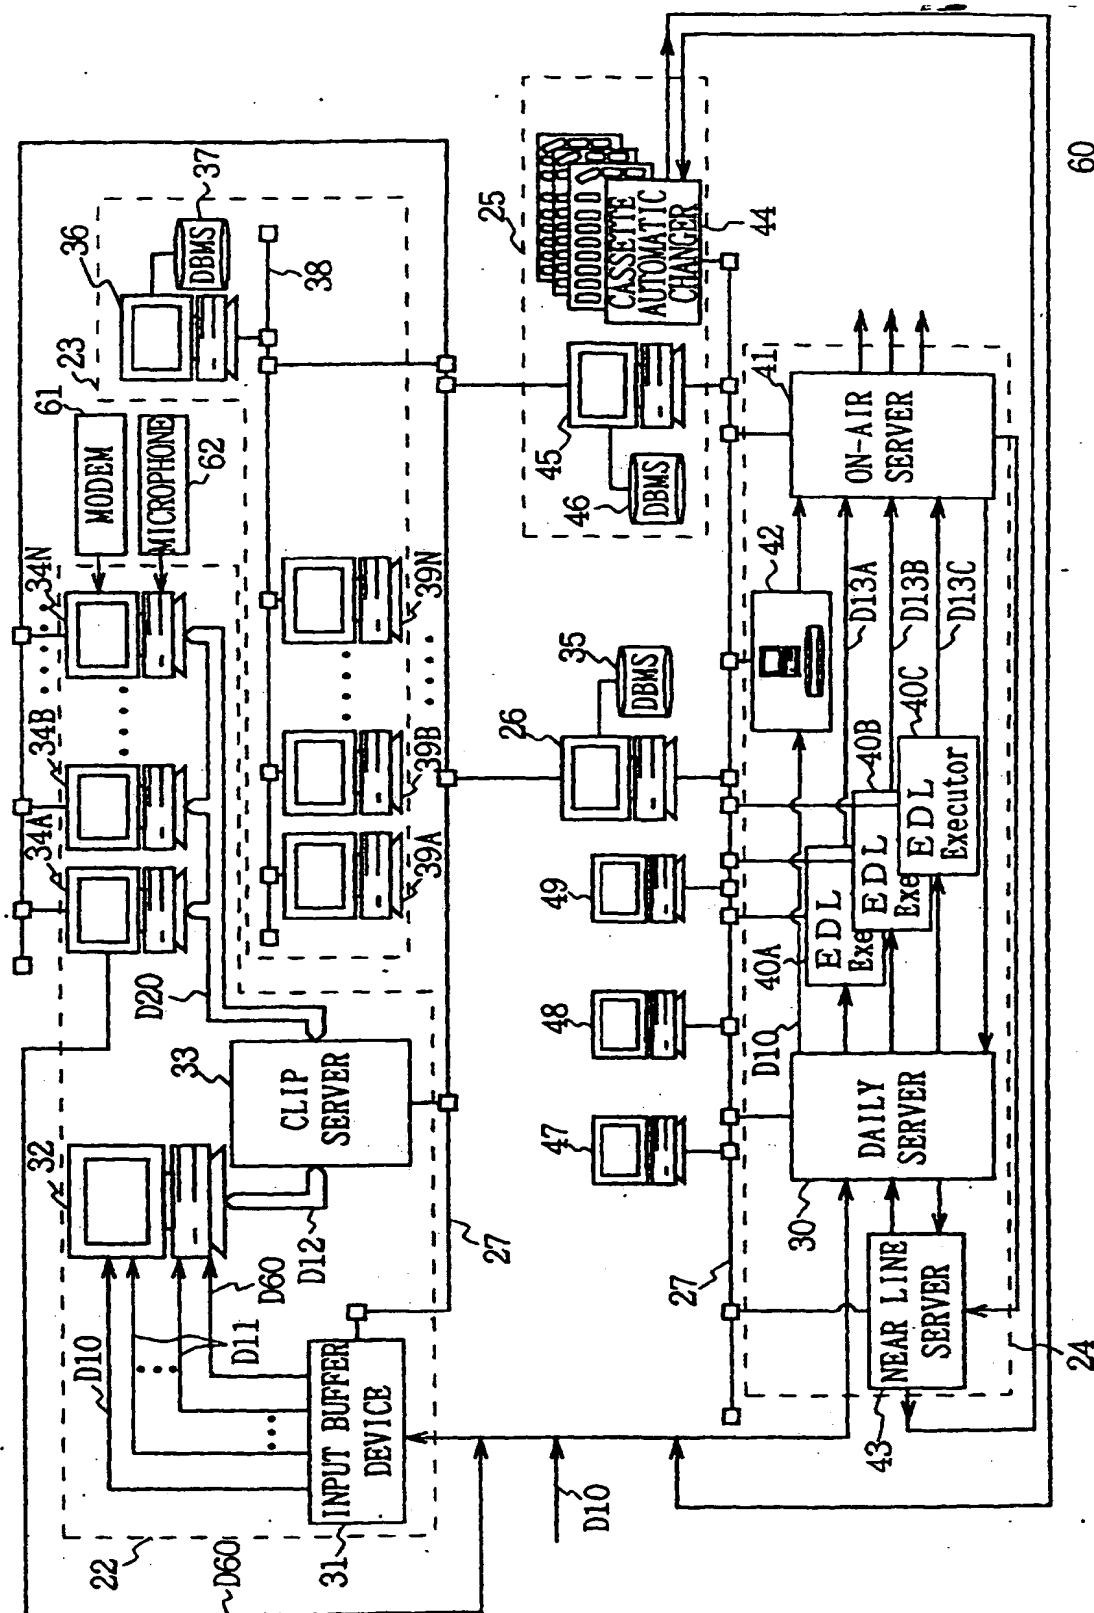 60
D60
22
D10
D11
D60
32
INPUT BUFFER
DEVICE
31
D12
33
CLIP
SERVER
D20
27
34A
34B
34N
MODEM
61
MICROPHONE
62
23
36
DBMS
37
38
39A
39B
39N
D10
26
DBMS
35
45
DBMS
46
25
CASSETTE
AUTOMATIC
CHANGER
44
47
48
49
27
30
DAILY
SERVER
NEAR LINE
SERVER
43
D10
40A
EDL
Exe
40B
EDL
Exe
40C
EDL
Executor
42
D13A
D13B
D13C
ON-AIR
SERVER
41
24